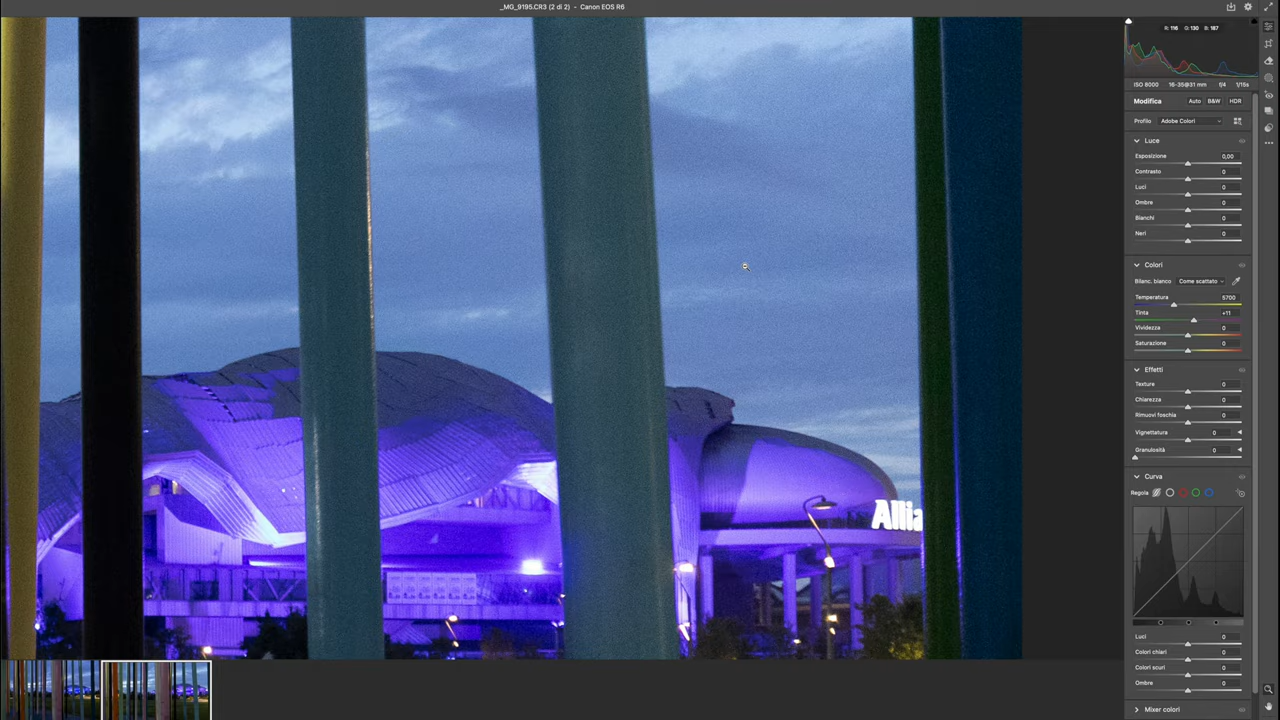 _MG_9195.CR3 (2 di 2) - Canon EOS R6
R: 116 G: 130 B: 187
ISO 8000 16-35@31 mm f/4 1/15s
Modifica Auto B&W HDR
Profilo Adobe Colori
Luce
Esposizione 0,00
Contrasto 0
Luci 0
Ombre 0
Bianchi 0
Neri 0
Colori
Bilanc. bianco Come scattato
Temperatura 5700
Tinta +11
Vividezza 0
Saturazione 0
Effetti
Texture 0
Chiarezza 0
Rimuovi foschia 0
Vignettatura 0
Granulosità 0
Curva
Regola
Luci 0
Colori chiari 0
Colori scuri 0
Ombre 0
Mixer colori
Allia